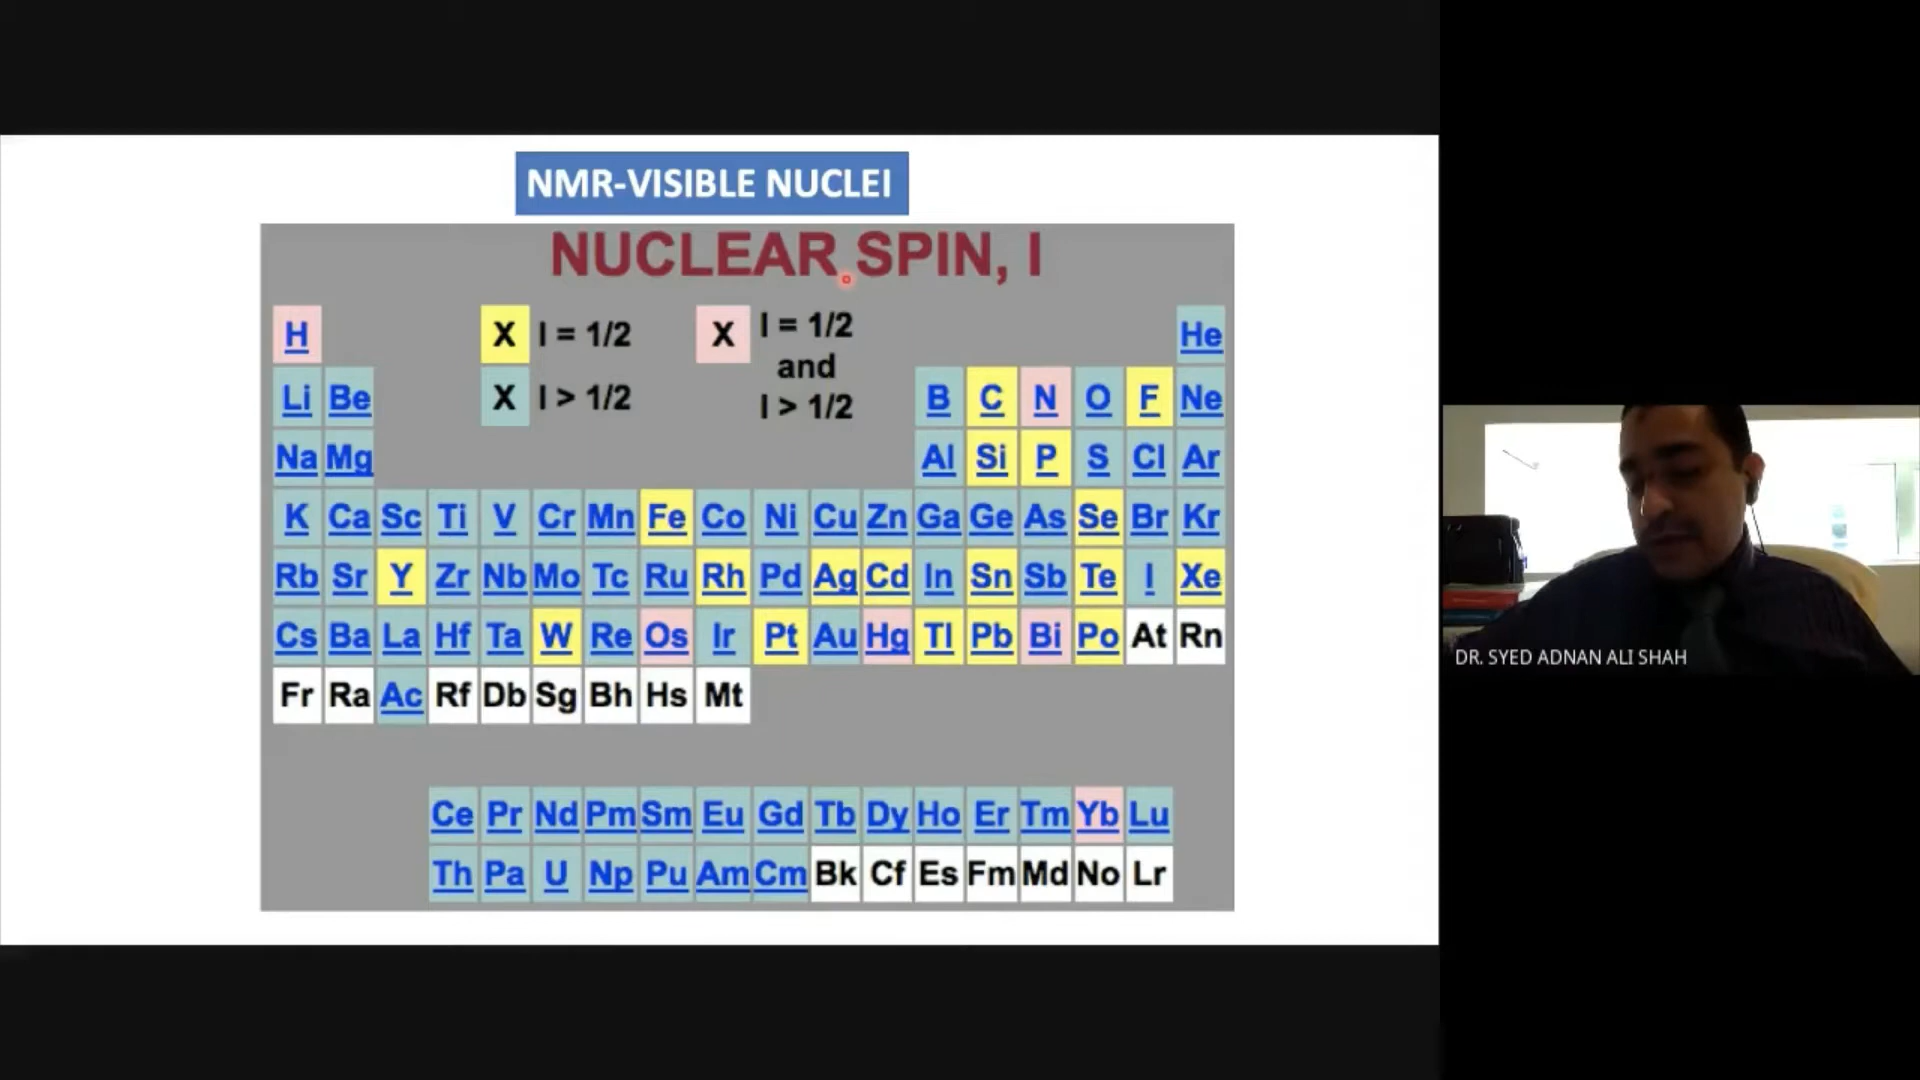 NMR-VISIBLE NUCLEI
NUCLEAR SPIN, I
X I = 1/2
X I > 1/2
X I = 1/2
and
I > 1/2
H He
Li Be B C N O F Ne
Na Mg Al Si P S Cl Ar
K Ca Sc Ti V Cr Mn Fe Co Ni Cu Zn Ga Ge As Se Br Kr
Rb Sr Y Zr Nb Mo Tc Ru Rh Pd Ag Cd In Sn Sb Te I Xe
Cs Ba La Hf Ta W Re Os Ir Pt Au Hg Tl Pb Bi Po At Rn
Fr Ra Ac Rf Db Sg Bh Hs Mt
Ce Pr Nd Pm Sm Eu Gd Tb Dy Ho Er Tm Yb Lu
Th Pa U Np Pu Am Cm Bk Cf Es Fm Md No Lr
DR. SYED ADNAN ALI SHAH